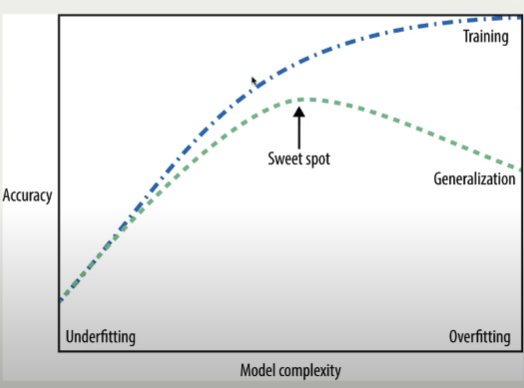 Training
Sweet spot
Generalization
Accuracy
Underfitting
Overfitting
Model complexity